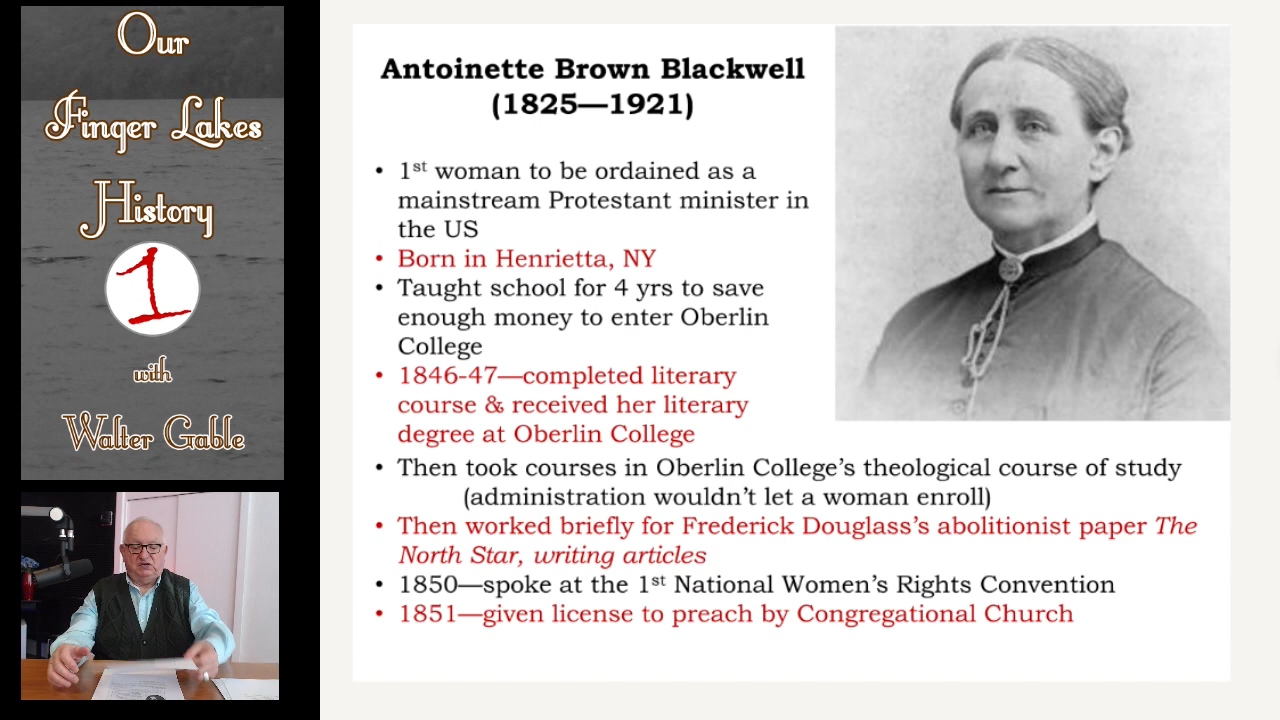 Our
Finger Lakes
History
1
with
Walter Gable
Antoinette Brown Blackwell
(1825—1921)
• 1st woman to be ordained as a
mainstream Protestant minister in
the US
• Born in Henrietta, NY
• Taught school for 4 yrs to save
enough money to enter Oberlin
College
• 1846-47—completed literary
course & received her literary
degree at Oberlin College
• Then took courses in Oberlin College's theological course of study
(administration wouldn't let a woman enroll)
• Then worked briefly for Frederick Douglass's abolitionist paper The
North Star, writing articles
• 1850—spoke at the 1st National Women's Rights Convention
• 1851—given license to preach by Congregational Church